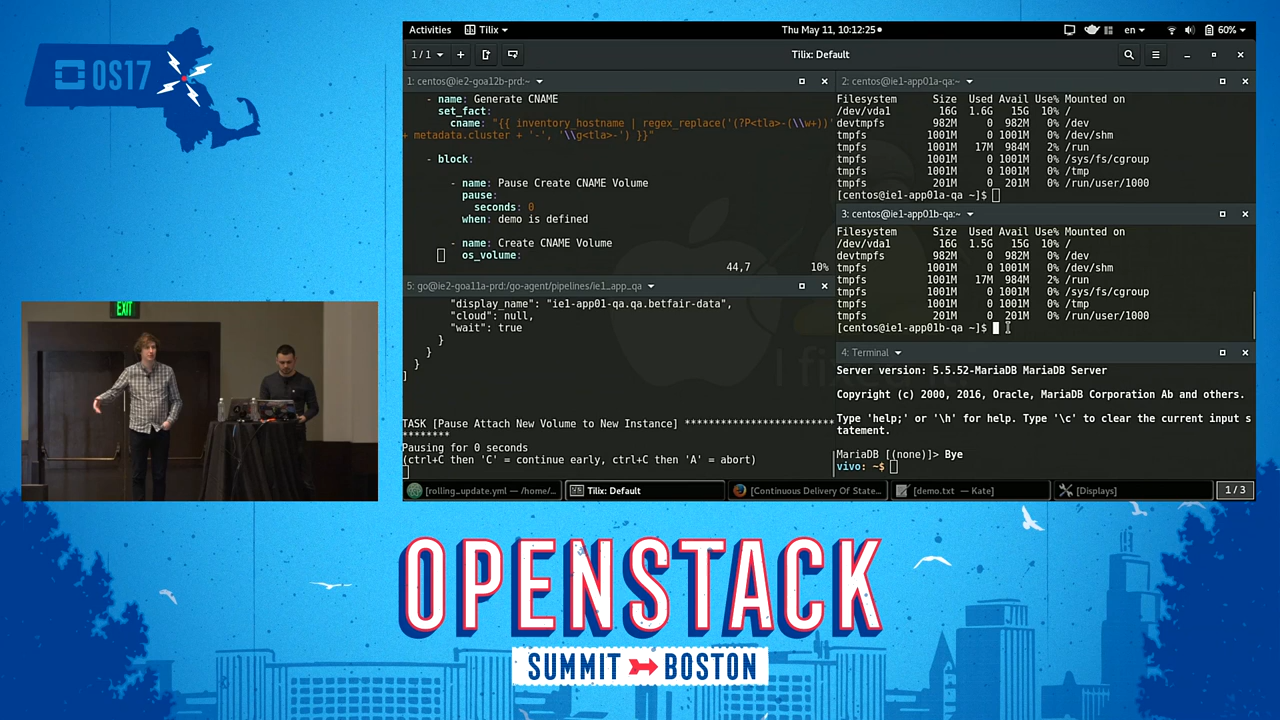 OS17
EXIT
Activities Tilix Thu May 11, 10:12:25 en 60%
1 / 1 + Tilix: Default
1: centos@ie2-goa12b-prd:~
- name: Generate CNAME
set_fact:
cname: "{{ inventory_hostname | regex_replace('(?P<tla>-(\\w+))'
+ metadata.cluster + '-', '\\g<tla>-') }}"
- block:
- name: Pause Create CNAME Volume
pause:
seconds: 0
when: demo is defined
- name: Create CNAME Volume
os_volume:
44,7 10%
5: go@ie2-goa11a-prd:/go-agent/pipelines/ie1_app_qa
"display_name": "ie1-app01-qa.qa.betfair-data",
"cloud": null,
"wait": true
}
}
}
]
TASK [Pause Attach New Volume to New Instance] *************************
********
Pausing for 0 seconds
(ctrl+C then 'C' = continue early, ctrl+C then 'A' = abort)
2: centos@ie1-app01a-qa:~
Filesystem Size Used Avail Use% Mounted on
/dev/vda1 16G 1.6G 15G 10% /
devtmpfs 982M 0 982M 0% /dev
tmpfs 1001M 0 1001M 0% /dev/shm
tmpfs 1001M 17M 984M 2% /run
tmpfs 1001M 0 1001M 0% /sys/fs/cgroup
tmpfs 1001M 0 1001M 0% /tmp
tmpfs 201M 0 201M 0% /run/user/1000
[centos@ie1-app01a-qa ~]$
3: centos@ie1-app01b-qa:~
Filesystem Size Used Avail Use% Mounted on
/dev/vda1 16G 1.5G 15G 10% /
devtmpfs 982M 0 982M 0% /dev
tmpfs 1001M 0 1001M 0% /dev/shm
tmpfs 1001M 17M 984M 2% /run
tmpfs 1001M 0 1001M 0% /sys/fs/cgroup
tmpfs 1001M 0 1001M 0% /tmp
tmpfs 201M 0 201M 0% /run/user/1000
[centos@ie1-app01b-qa ~]$
4: Terminal
Server version: 5.5.52-MariaDB MariaDB Server
Copyright (c) 2000, 2016, Oracle, MariaDB Corporation Ab and others.
Type 'help;' or '\h' for help. Type '\c' to clear the current input s
tatement.
MariaDB [(none)]> Bye
vivo: ~$
[rolling_update.yml — /home/... Tilix: Default [Continuous Delivery Of State... [demo.txt — Kate] [Displays] 1 / 3
OPENSTACK
SUMMIT BOSTON